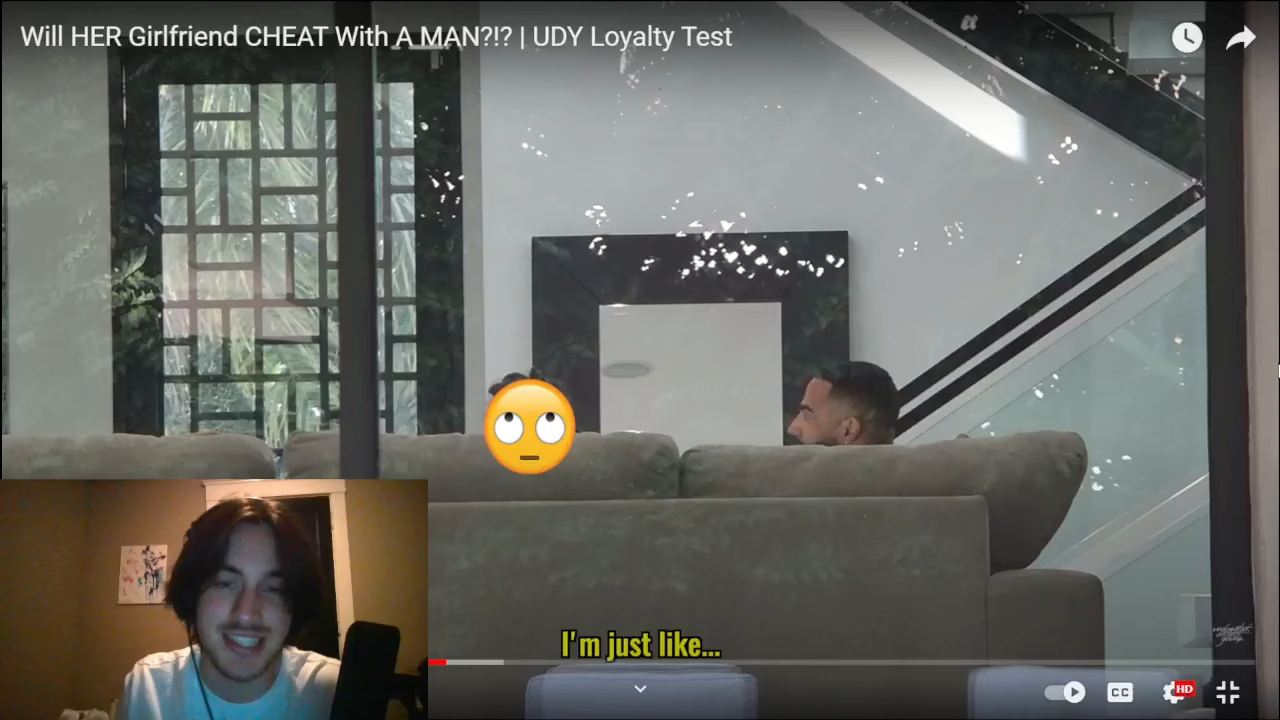 Will HER Girlfriend CHEAT With A MAN?!? | UDY Loyalty Test
I'm just like...
CC
HD